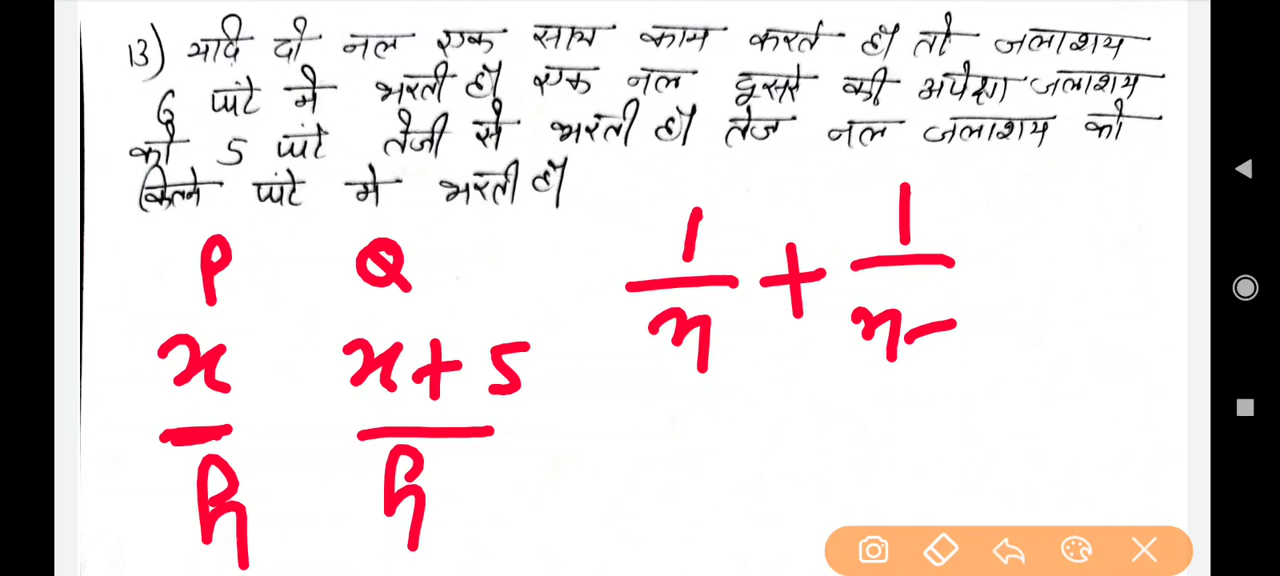 13) यदि दो नल एक साथ काम करते हौ तो जलाशय
6 घंटे मे भरती हौ एक नल दूसरे की अपेक्षा जलाशय
को 5 घंटे तेजी से भरती हौ तेज नल जलाशय को
कितने घंटे मे भरती हौ
P Q
x x+5
h h
1/x + 1/x-